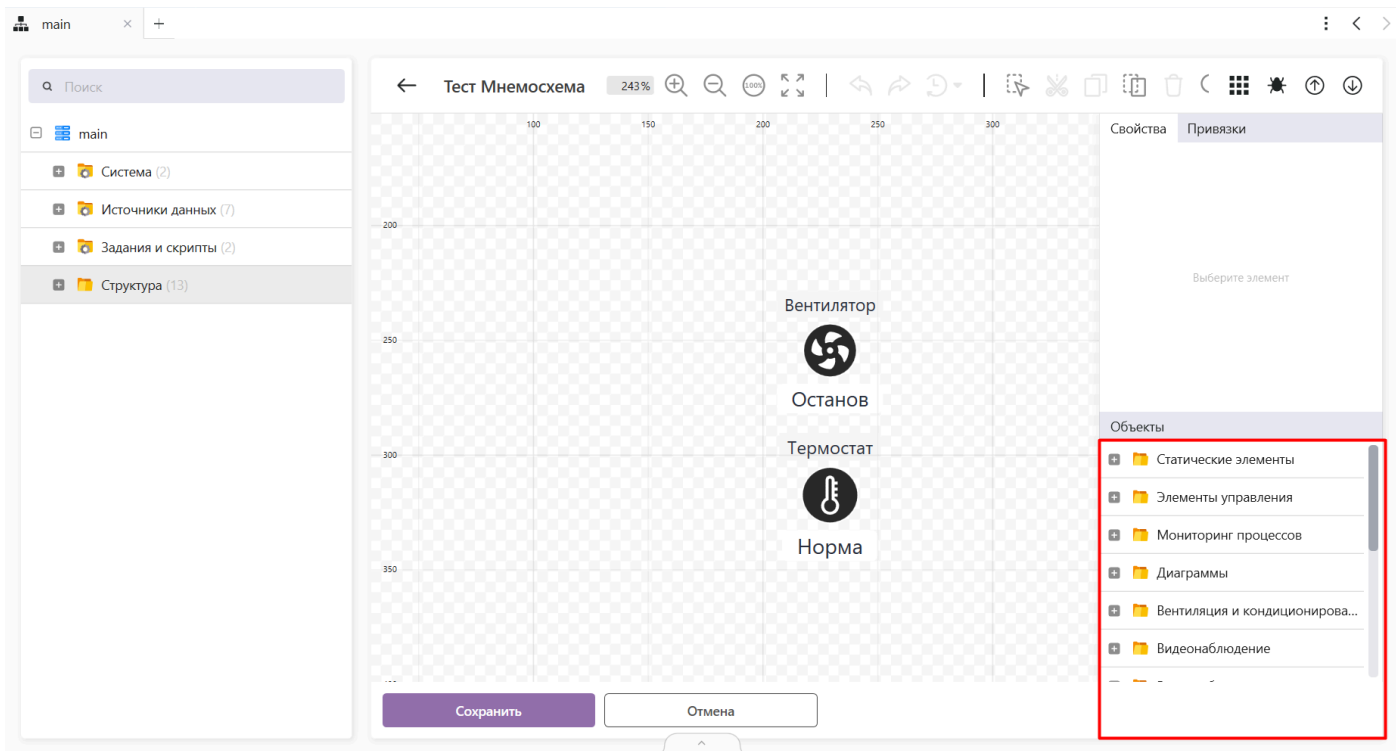 main
Поиск
main
Система (2)
Источники данных (7)
Задания и скрипты (2)
Структура (13)
Тест Мнемосхема
243%
100%
100
150
200
250
300
200
250
300
350
Вентилятор
Останов
Термостат
Норма
Сохранить
Отмена
Свойства
Привязки
Выберите элемент
Объекты
Статические элементы
Элементы управления
Мониторинг процессов
Диаграммы
Вентиляция и кондиционирова...
Видеонаблюдение